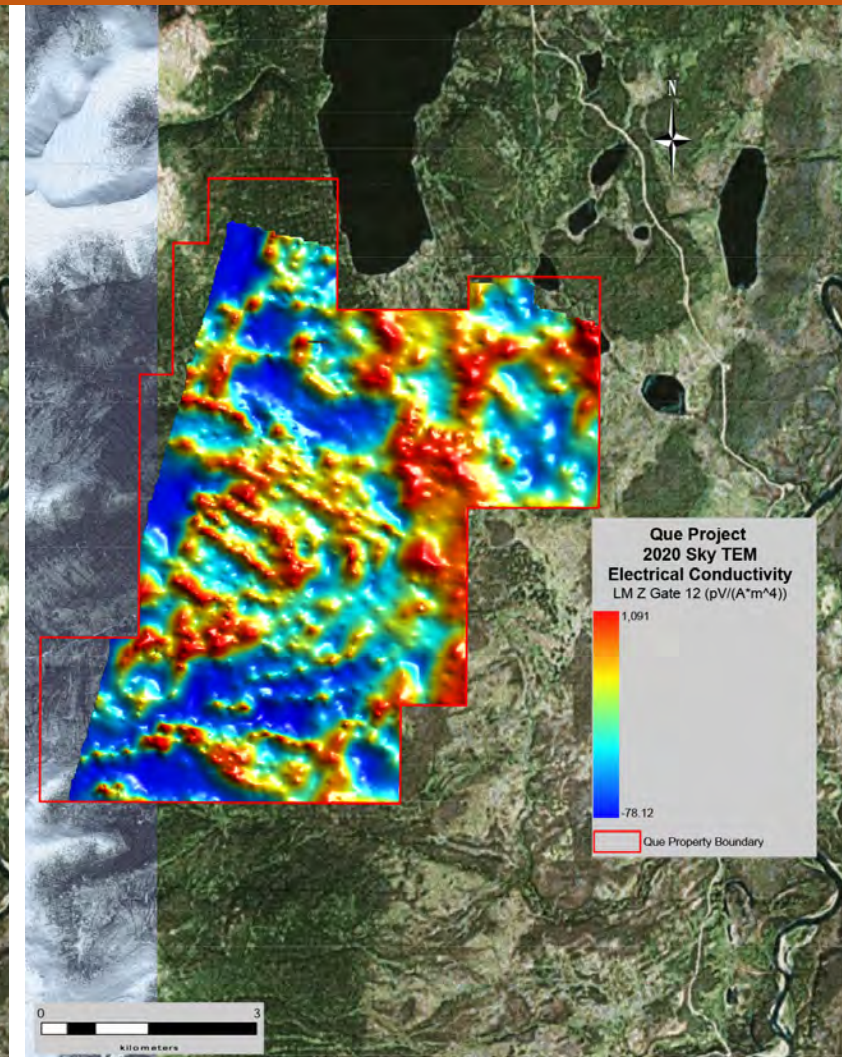 N
Que Project
2020 Sky TEM
Electrical Conductivity
LM Z Gate 12 (pV/(A*m^4))
1,091
-78.12
Que Property Boundary
0 3
kilometers